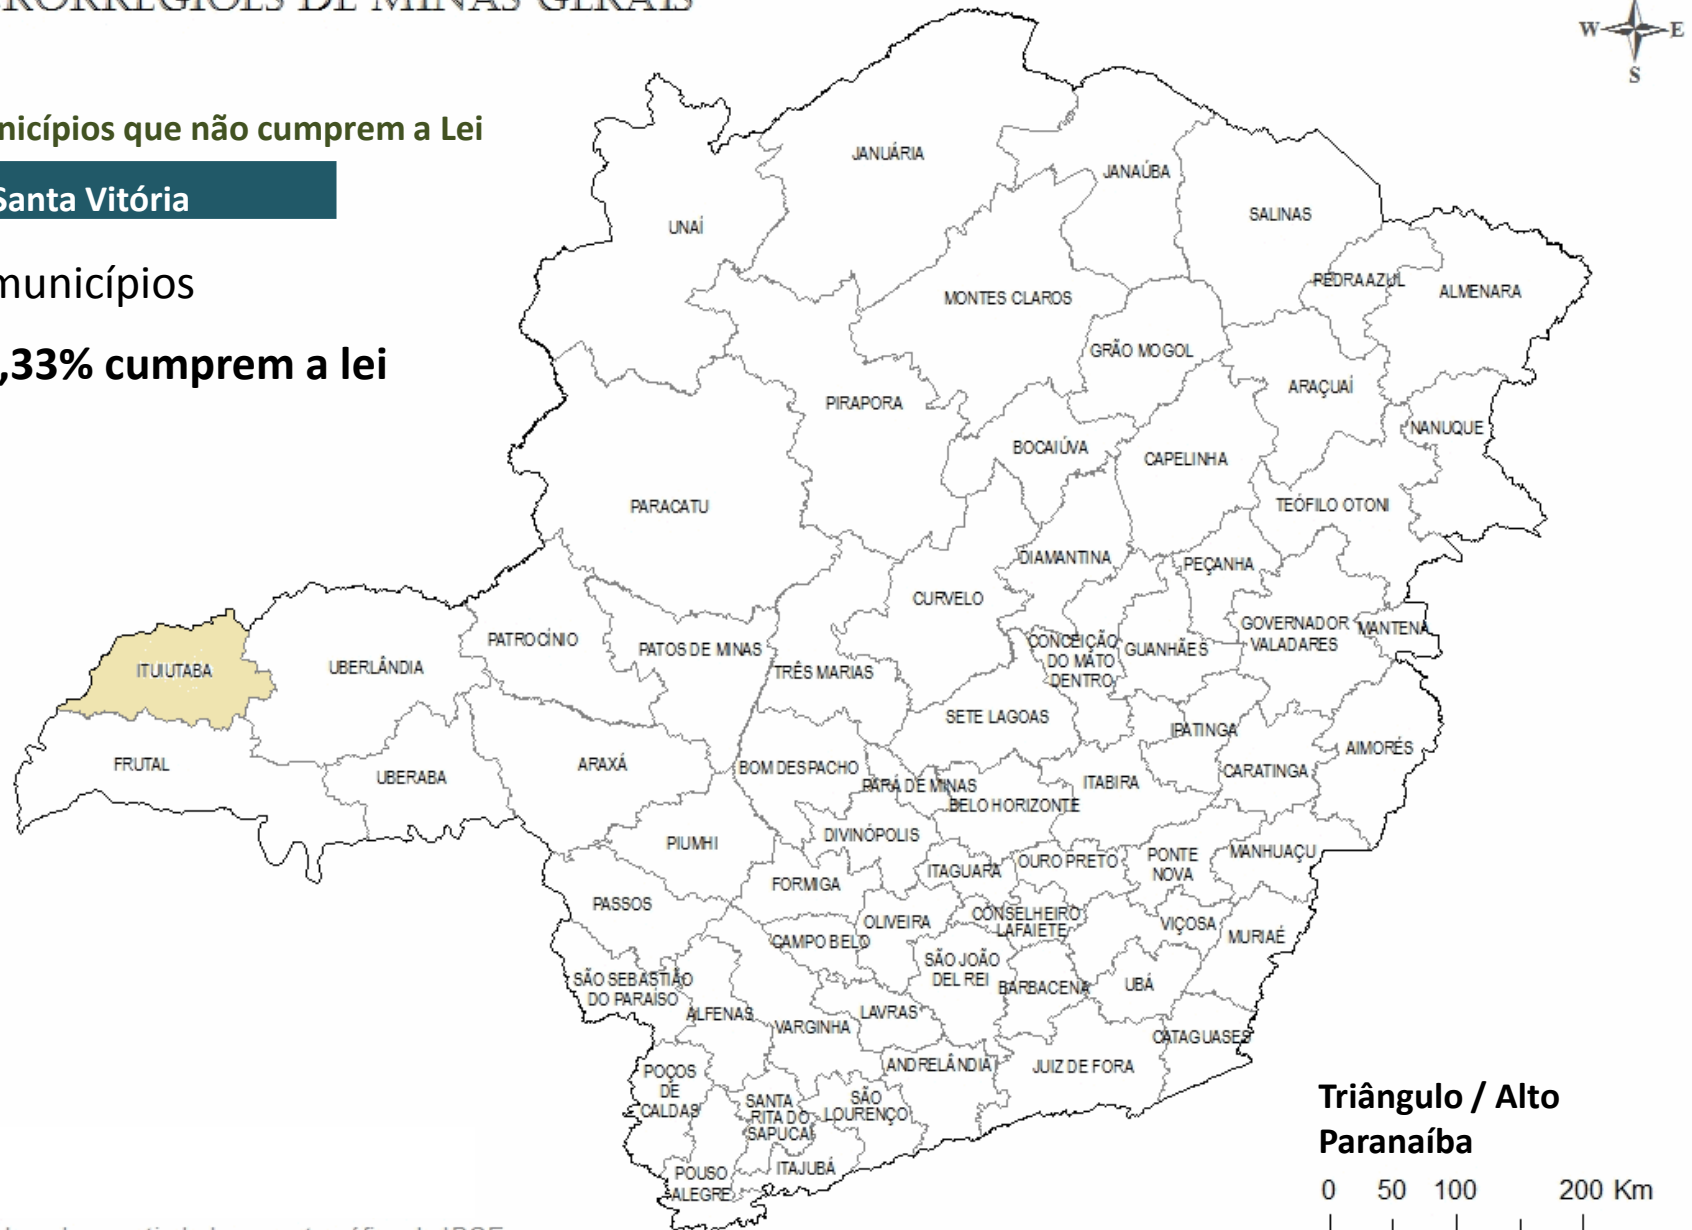 MICRORREGIÕES DE MINAS GERAIS
W E
S
nicípios que não cumprem a Lei
Santa Vitória
municípios
,33% cumprem a lei
JANUÁRIA
JANAÚBA
SALINAS
UNAÍ
PEDRA AZUL
ALMENARA
MONTES CLAROS
GRÃO MOGOL
ARAÇUAÍ
PIRAPORA
NANUQUE
BOCAIÚVA
CAPELINHA
PARACATU
TEÓFILO OTONI
DIAMANTINA
PEÇANHA
CURVELO
GOVERNADOR
VALADARES
MANTENA
PATROCÍNIO
PATOS DE MINAS
CONCEIÇÃO
DO MATO
DENTRO
GUANHÃES
ITUIUTABA
UBERLÂNDIA
TRÊS MARIAS
SETE LAGOAS
IPATINGA
AIMORÉS
FRUTAL
UBERABA
ARAXÁ
BOM DESPACHO
PARÁ DE MINAS
ITABIRA
CARATINGA
BELO HORIZONTE
PIUMHI
DIVINÓPOLIS
ITAGUARA
OURO PRETO
PONTE
NOVA
MANHUAÇU
FORMIGA
PASSOS
OLIVEIRA
CONSELHEIRO
LAFAIETE
VIÇOSA
MURIAÉ
CAMPO BELO
SÃO JOÃO
DEL REI
BARBACENA
UBÁ
SÃO SEBASTIÃO
DO PARAÍSO
ALFENAS
VARGINHA
LAVRAS
CATAGUASES
ANDRELÂNDIA
JUIZ DE FORA
POÇOS
DE
CALDAS
SANTA
RITA DO
SAPUCAÍ
SÃO
LOURENÇO
POUSO
ALEGRE
ITAJUBÁ
Triângulo / Alto
Paranaíba
0 50 100 200 Km